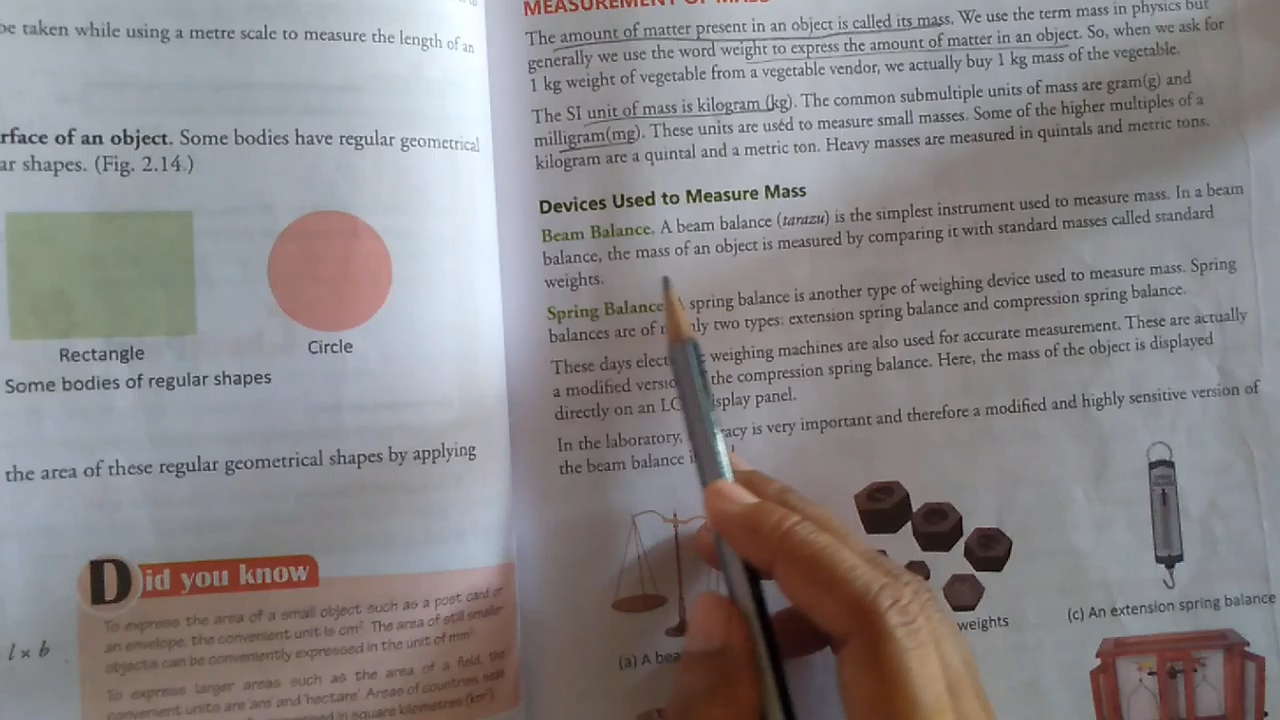 be taken while using a metre scale to measure the length of an
rface of an object. Some bodies have regular geometrical
ar shapes. (Fig. 2.14.)
Rectangle
Circle
Some bodies of regular shapes
the area of these regular geometrical shapes by applying
Did you know
To express the area of a small object such as a post card or
an envelope, the convenient unit is cm². The area of still smaller
objects can be conveniently expressed in the unit of mm²
To express larger areas such as the area of a field, the
convenient units are 'are' and 'hectare' Areas of countries, seas
in square kilometres (km²)
l × b
MEASUREMENT OF MASS
The amount of matter present in an object is called its mass. We use the term mass in physics but
generally we use the word weight to express the amount of matter in an object. So, when we ask for
1 kg weight of vegetable from a vegetable vendor, we actually buy 1 kg mass of the vegetable.
The SI unit of mass is kilogram (kg). The common submultiple units of mass are gram(g) and
milligram(mg). These units are used to measure small masses. Some of the higher multiples of a
kilogram are a quintal and a metric ton. Heavy masses are measured in quintals and metric tons.
Devices Used to Measure Mass
Beam Balance. A beam balance (tarazu) is the simplest instrument used to measure mass. In a beam
balance, the mass of an object is measured by comparing it with standard masses called standard
weights.
Spring Balance. A spring balance is another type of weighing device used to measure mass. Spring
balances are of two types: extension spring balance and compression spring balance.
These days weighing machines are also used for accurate measurement. These are actually
a modified the compression spring balance. Here, the mass of the object is displayed
directly on an display panel.
In the laboratory, is very important and therefore a modified and highly sensitive version of
the beam balance
weights
(c) An extension spring balance
(a) A